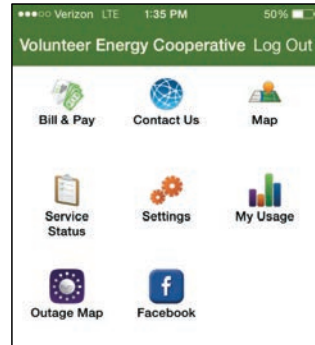 Verizon LTE 1:35 PM 50%
Volunteer Energy Cooperative Log Out
Bill & Pay Contact Us Map
Service
Status Settings My Usage
Outage Map Facebook